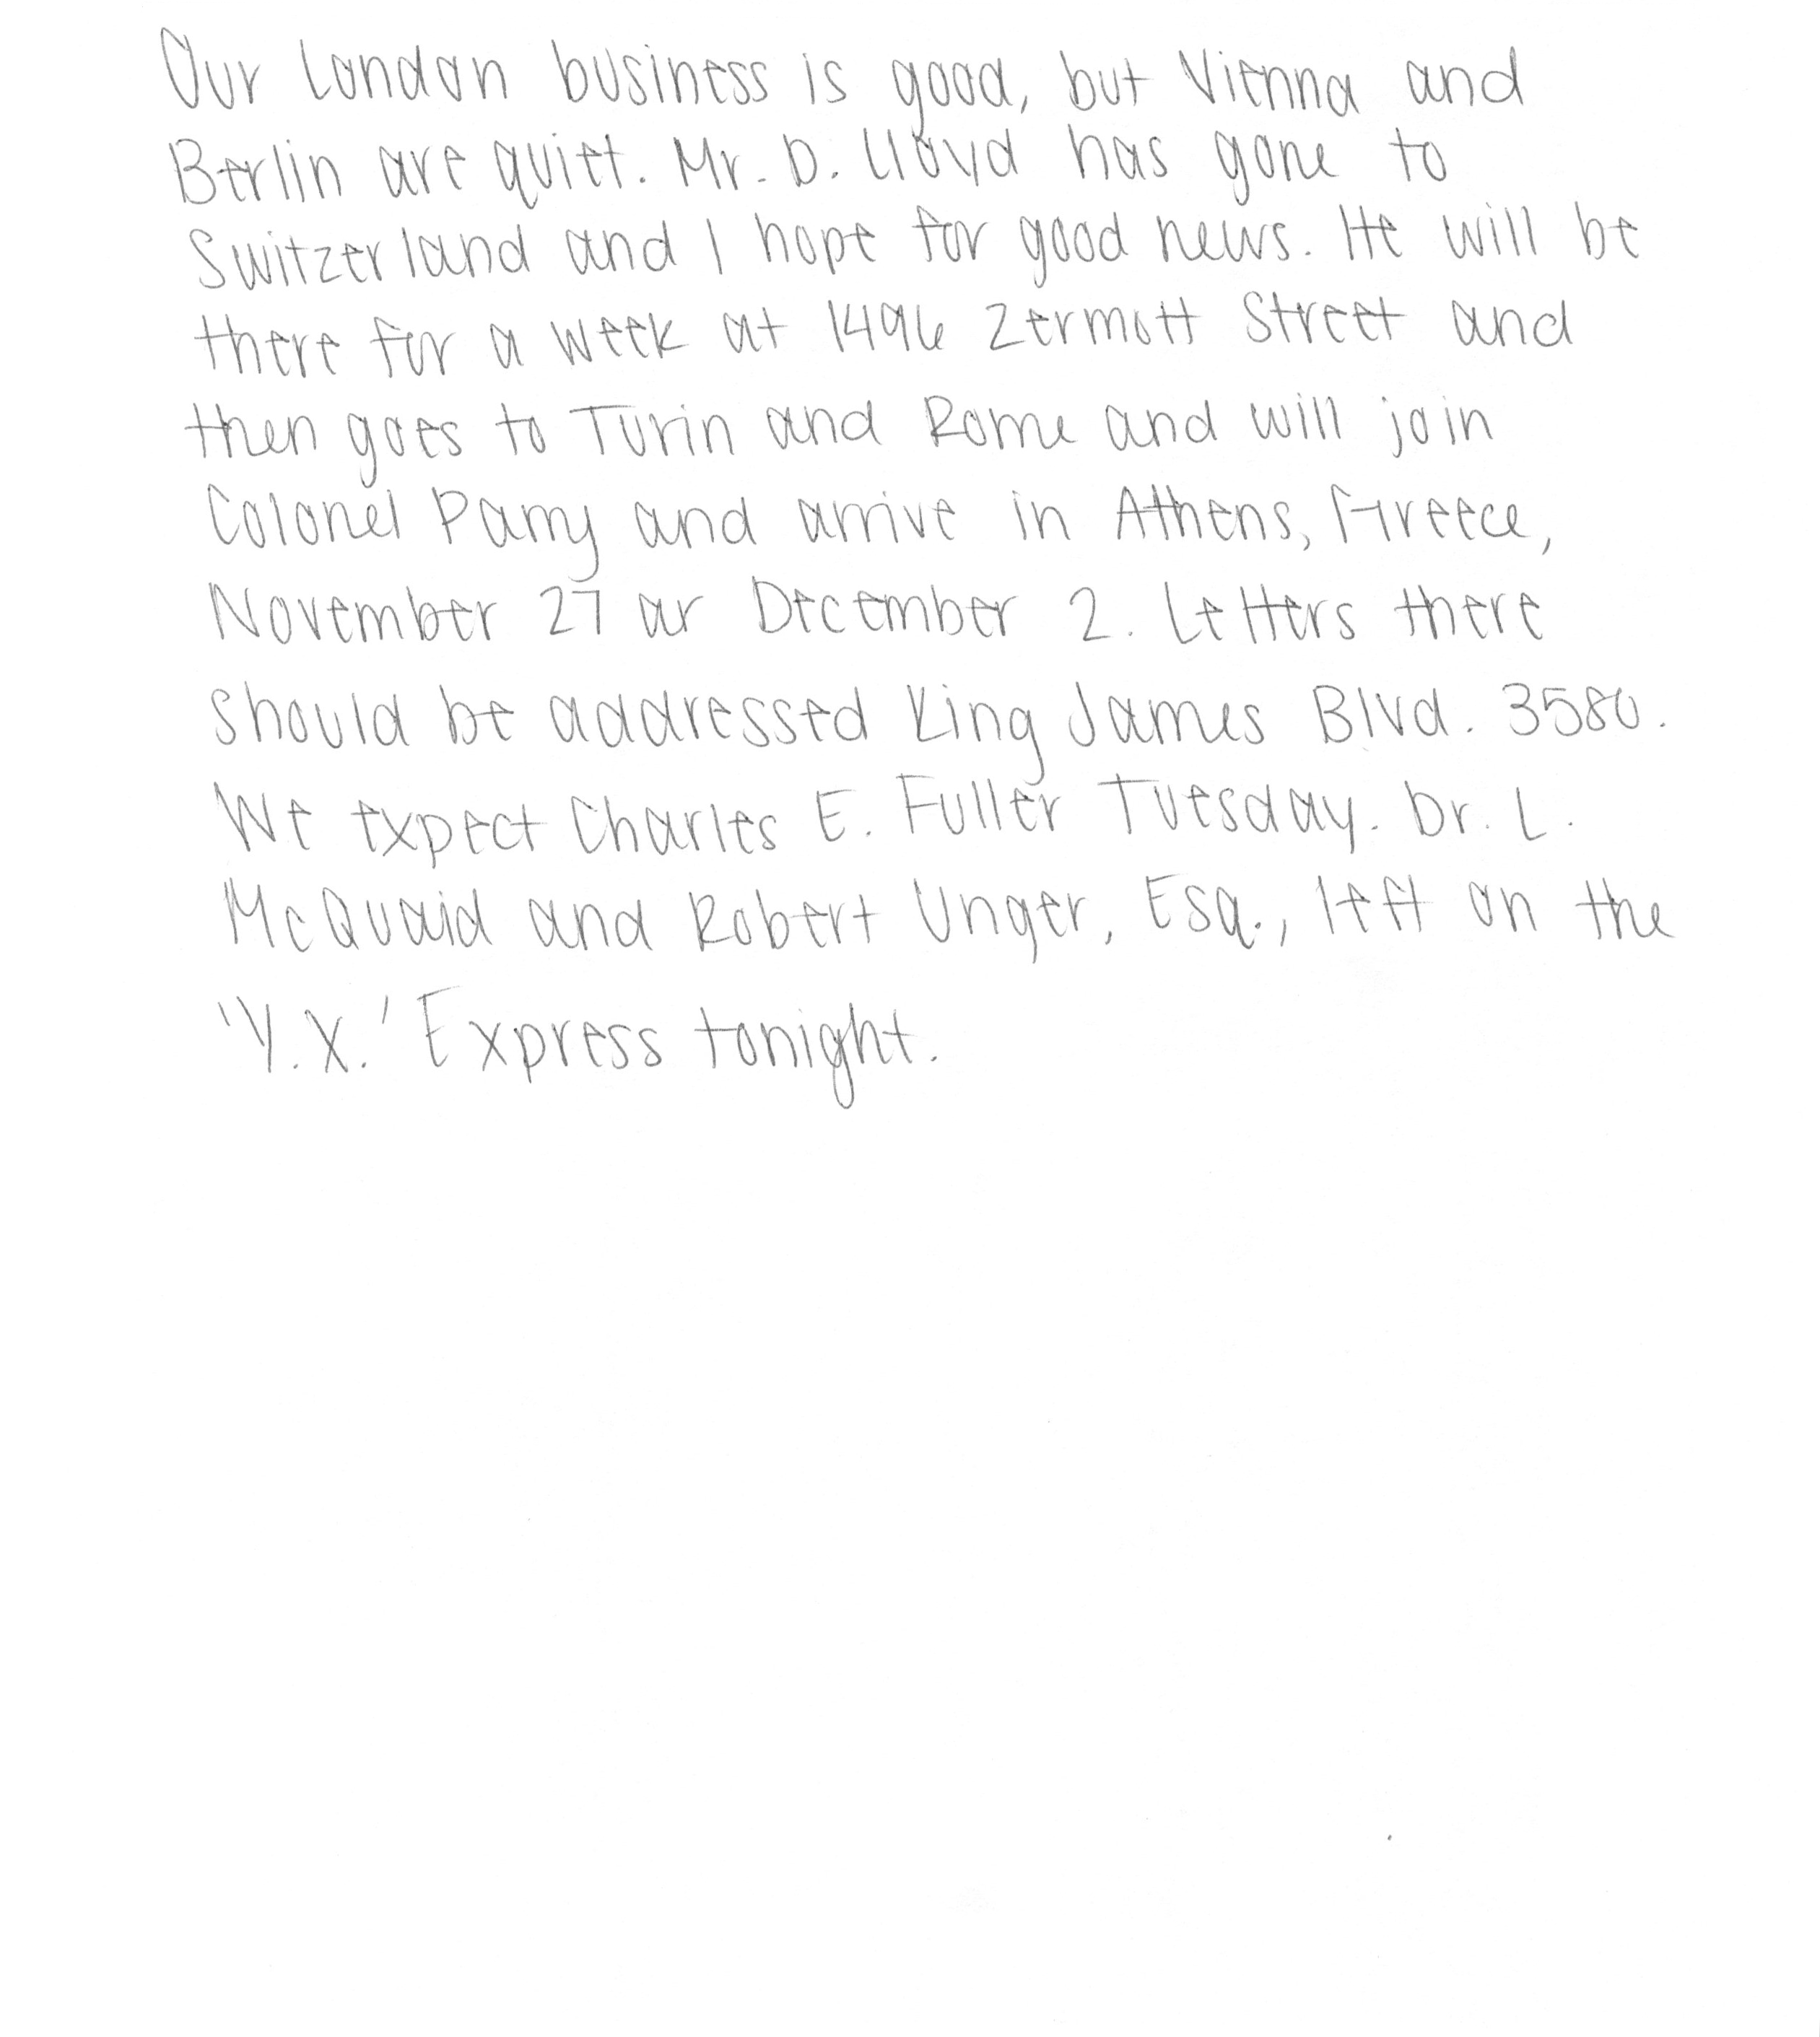 Our London business is good, but Vienna and
Berlin are quiet. Mr. D. Lloyd has gone to
Switzerland and I hope for good news. He will be
there for a week at 1496 Zermott Street and
then goes to Turin and Rome and will join
Colonel Parry and arrive in Athens, Greece,
November 27 or December 2. Letters there
should be addressed King James Blvd. 3580.
We expect Charles E. Fuller Tuesday. Dr. L.
McQuaid and Robert Unger, Esq., left on the
'Y.X.' Express tonight.